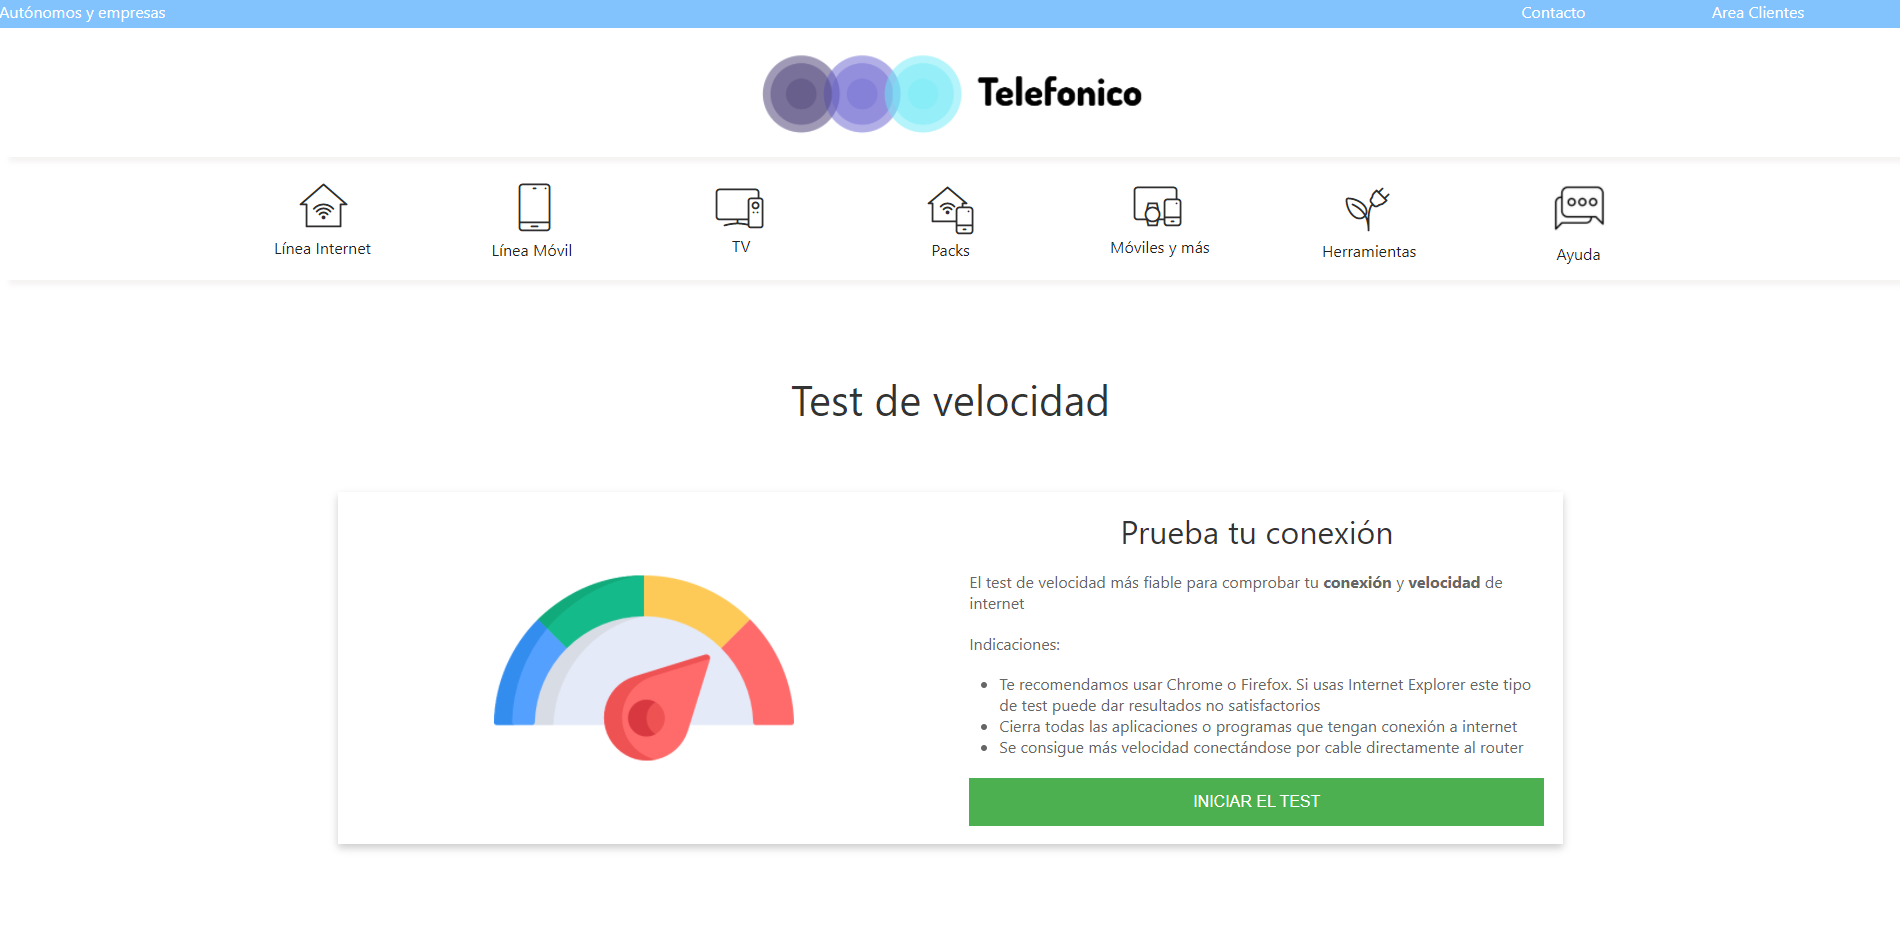 Autónomos y empresas
Contacto
Area Clientes
Telefonico
Línea Internet
Línea Móvil
TV
Packs
Móviles y más
Herramientas
Ayuda
Test de velocidad
Prueba tu conexión
El test de velocidad más fiable para comprobar tu conexión y velocidad de
internet
Indicaciones:
Te recomendamos usar Chrome o Firefox. Si usas Internet Explorer este tipo
de test puede dar resultados no satisfactorios
Cierra todas las aplicaciones o programas que tengan conexión a internet
Se consigue más velocidad conectándose por cable directamente al router
INICIAR EL TEST